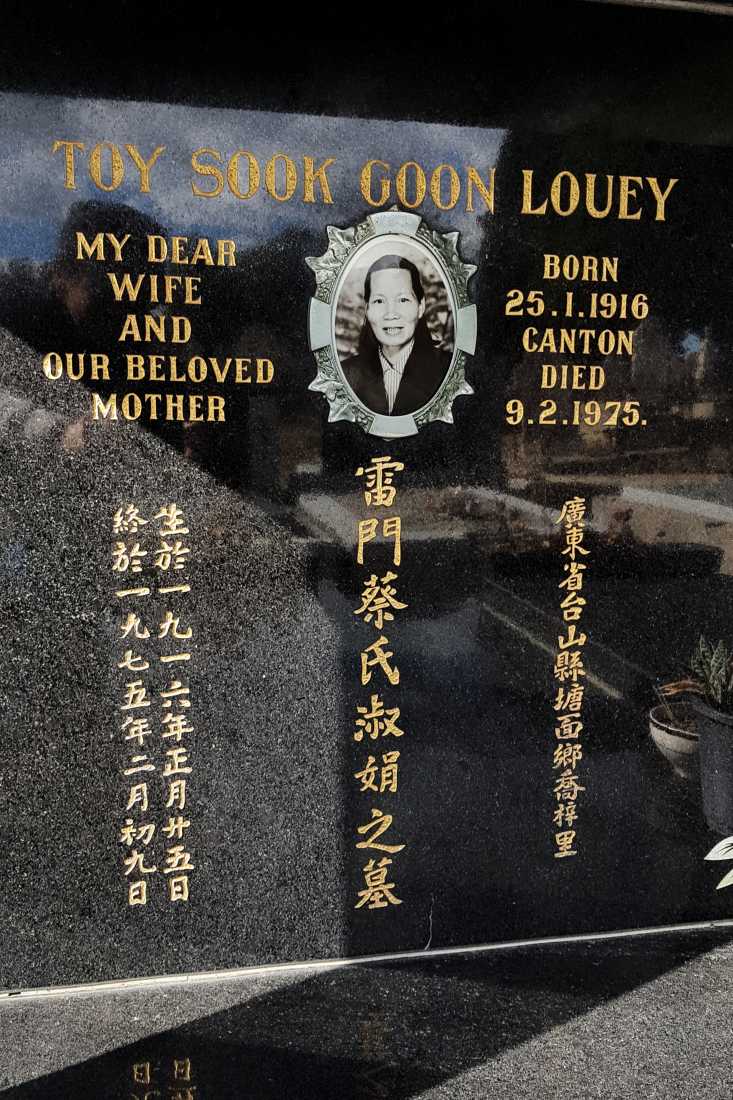 TOY SOOK GOON LOUEY
MY DEAR
WIFE
AND
OUR BELOVED
MOTHER
BORN
25.1.1916
CANTON
DIED
9.2.1975.
廣東省台山縣塘面鄉喬梓里
雷門蔡氏淑娟之墓
生於一九一六年正月廿五日
終於一九七五年二月初九日